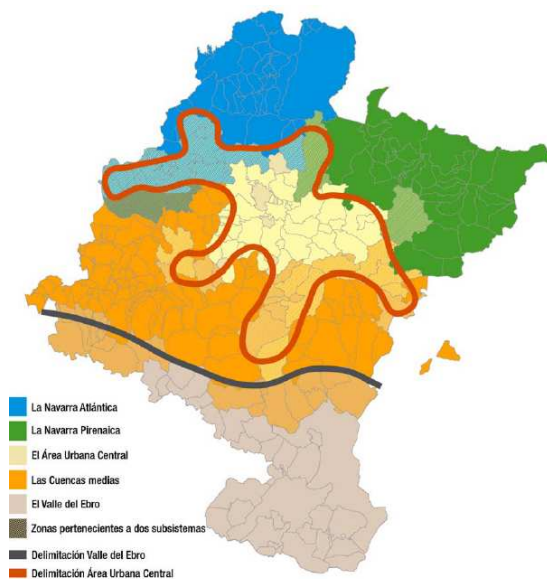 La Navarra Atlántica
La Navarra Pirenaica
El Área Urbana Central
Las Cuencas medias
El Valle del Ebro
Zonas pertenecientes a dos subsistemas
Delimitación Valle del Ebro
Delimitación Área Urbana Central